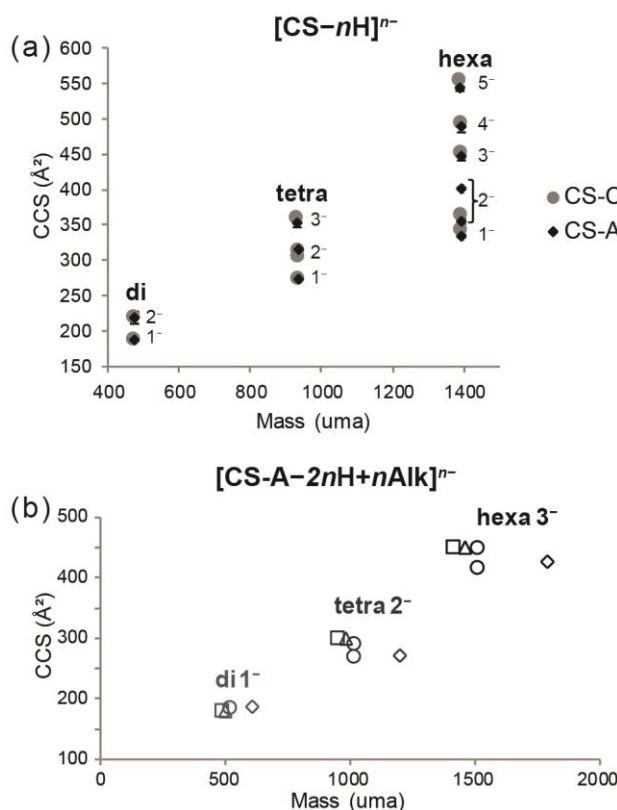 [CS−nH]ⁿ⁻
(a)
600
550
500
450
400
350
300
250
200
150
CCS (Å²)
di
2⁻
1⁻
tetra
3⁻
2⁻
1⁻
hexa
5⁻
4⁻
3⁻
2⁻
1⁻
CS-C
CS-A
400 600 800 1000 1200 1400
Mass (uma)
[CS-A−2nH+nAlk]ⁿ⁻
(b)
500
400
300
200
100
CCS (Å²)
di 1⁻
tetra 2⁻
hexa 3⁻
0 500 1000 1500 2000
Mass (uma)